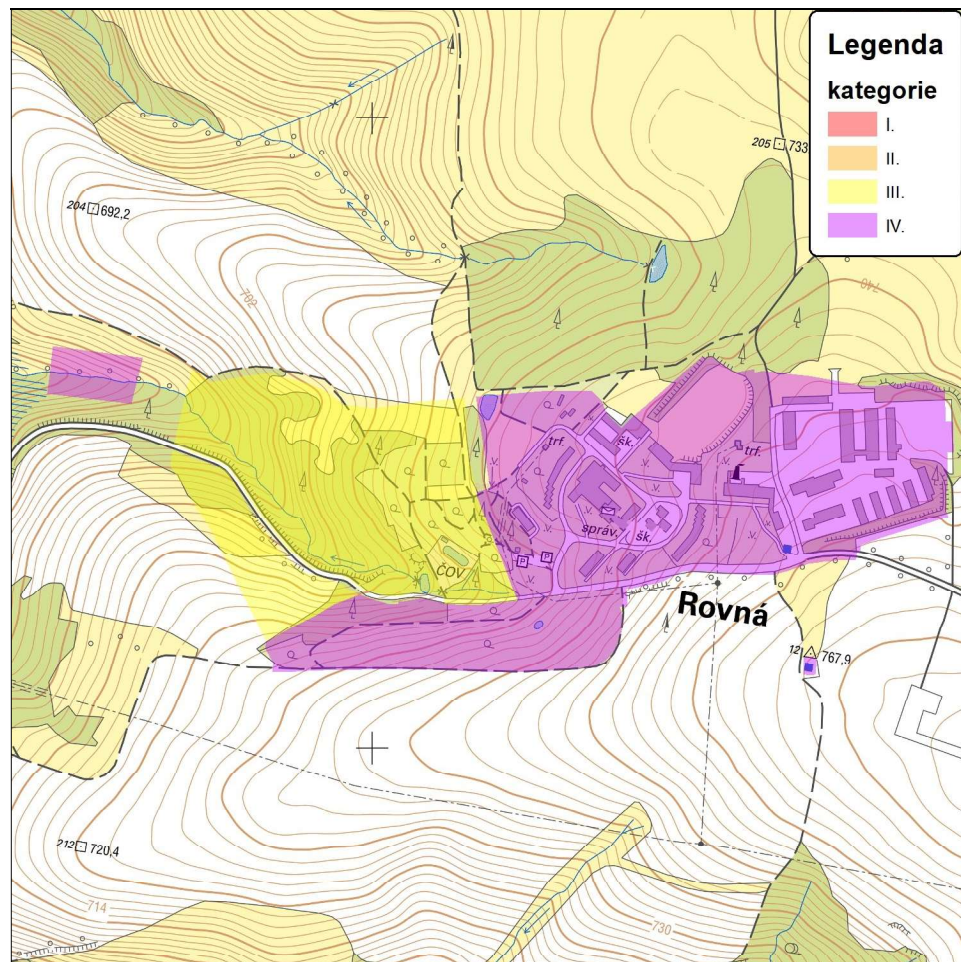 Legenda
kategorie
I.
II.
III.
IV.
205 733
204 692,2
702
740
trf.
šk.
trf.
správ.
šk.
P
P
ČOV
Rovná
12 767,9
212 720,4
714
730